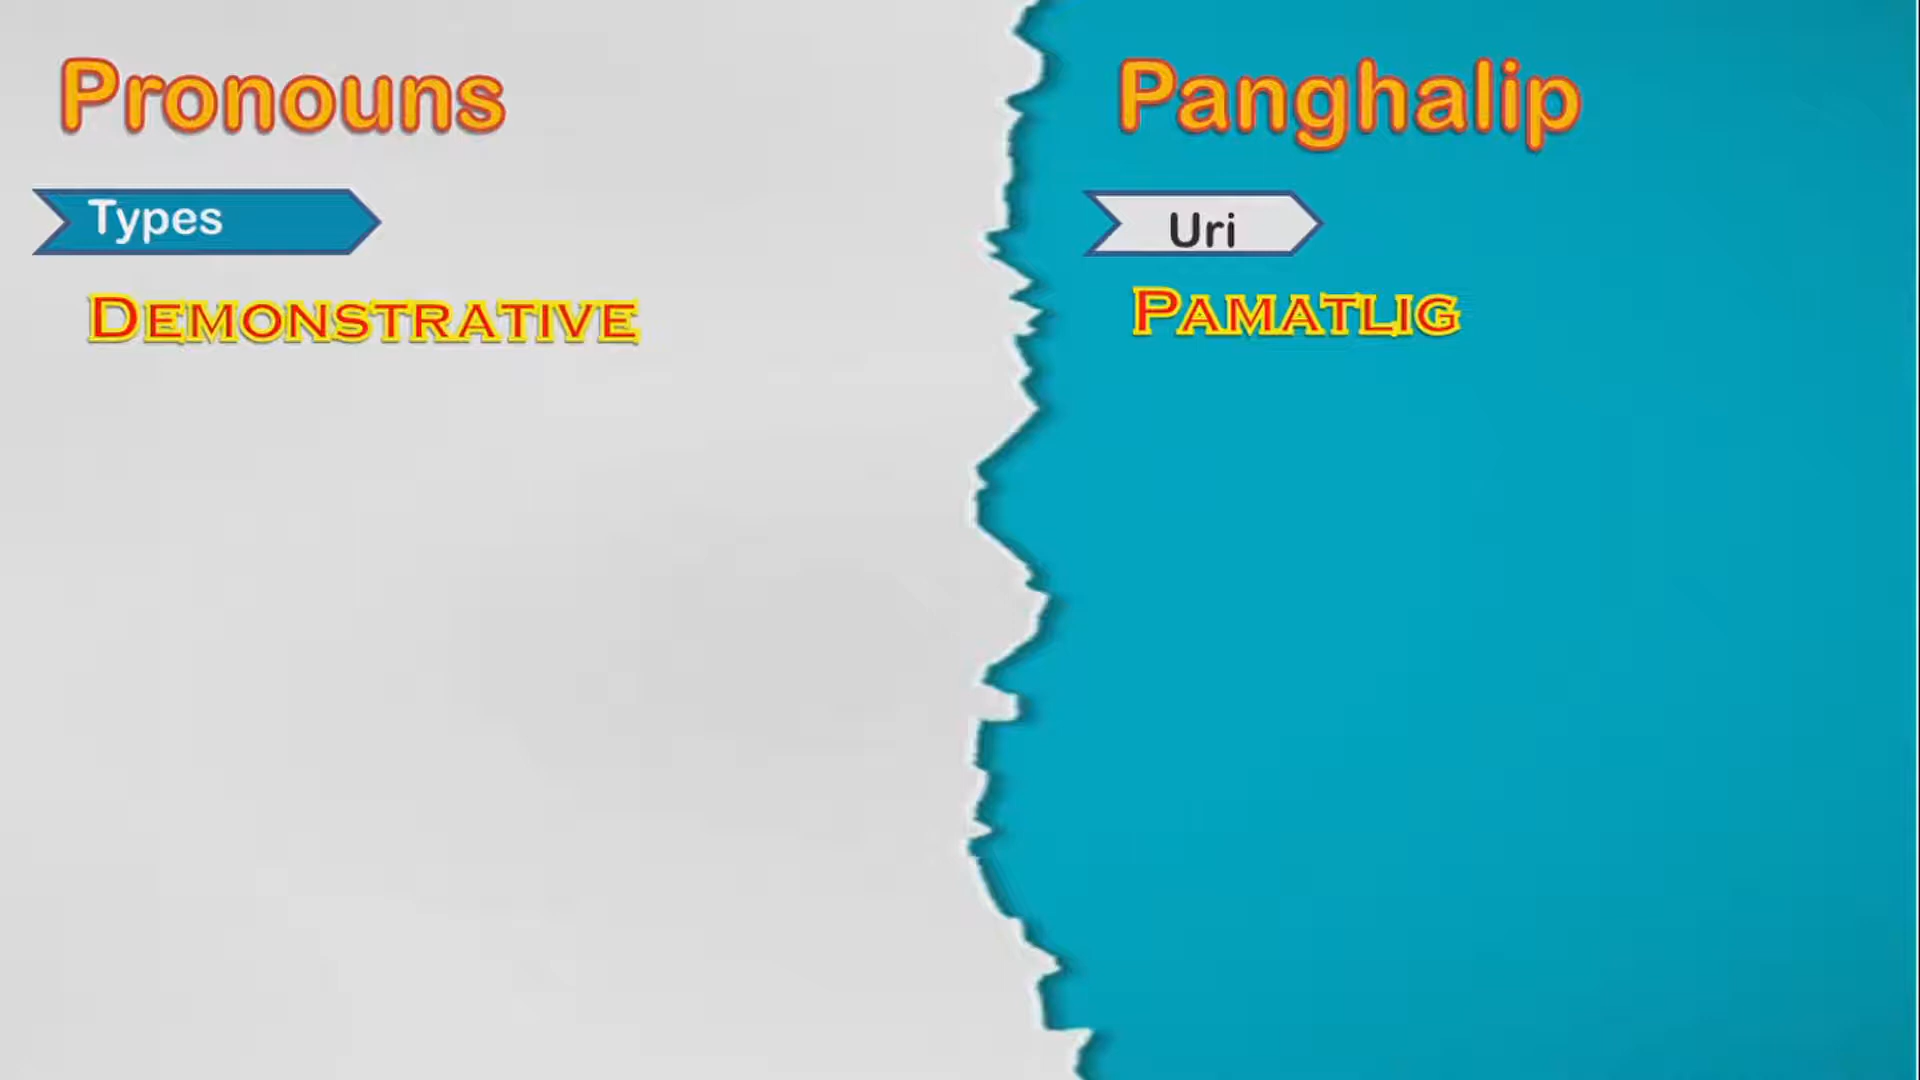 Pronouns
Types
DEMONSTRATIVE
Panghalip
Uri
PAMATLIG